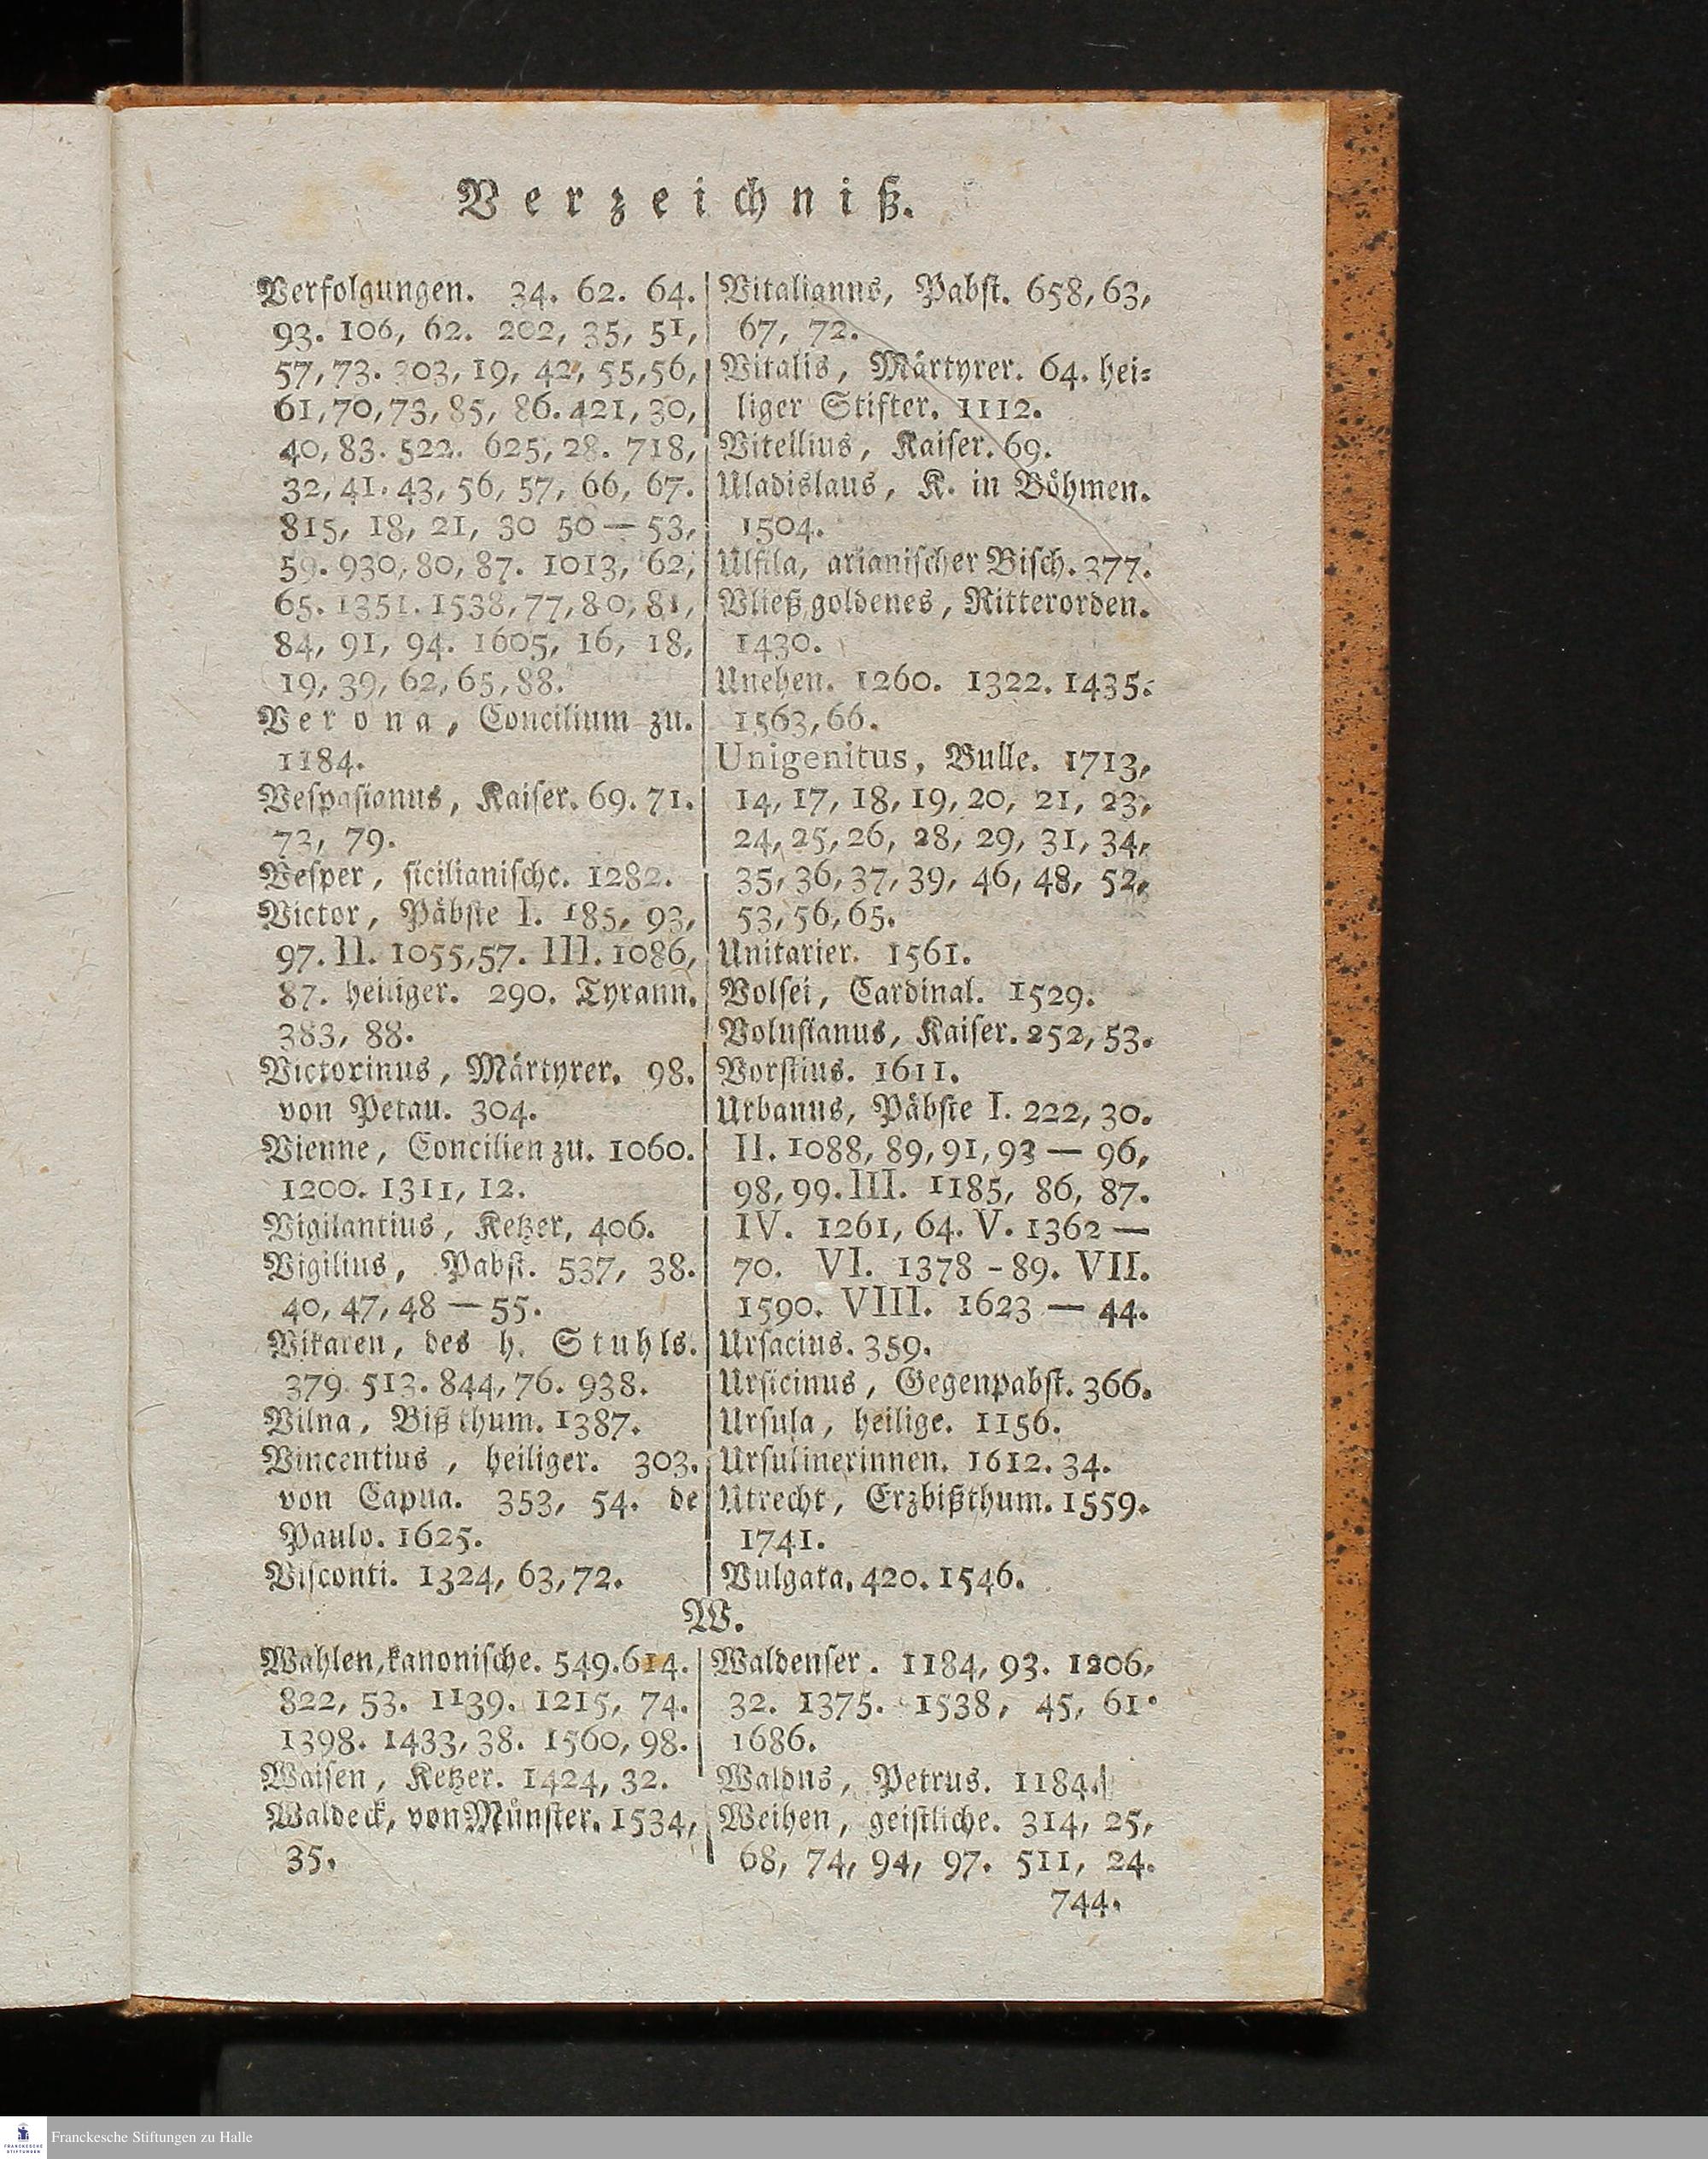 Verzeichniß.
Verfolgungen. 34. 62. 64.
93. 106, 62. 202, 35, 51,
57, 73. 303, 19, 42, 55, 56,
61, 70, 73, 85, 86. 421, 30,
40, 83. 522. 625, 28. 718,
32, 41. 43, 56, 57, 66, 67.
815, 18, 21, 30 50 — 53,
59. 930, 80, 87. 1013, 62,
65. 1351. 1538, 77, 80, 81,
84, 91, 94. 1605, 16, 18,
19, 39, 62, 65, 88.
Verona, Concilium zu.
1184.
Vespasianus, Kaiser. 69. 71.
73, 79.
Vesper, sicilianische. 1282.
Victor, Päbste I. 185, 93,
97. II. 1055, 57. III. 1086,
87. heiliger. 290. Tyrann.
383, 88.
Victorinus, Märtyrer. 98.
von Petau. 304.
Vienne, Concilien zu. 1060.
1200. 1311, 12.
Vigilantius, Ketzer, 406.
Vigilius, Pabst. 537, 38.
40, 47, 48 — 55.
Vikaren, des h. Stuhls.
379. 513. 844, 76. 938.
Vilna, Bißthum. 1387.
Vincentius, heiliger. 303.
von Capua. 353, 54. de
Paulo. 1625.
Visconti. 1324, 63, 72.
Vitalianus, Pabst. 658, 63,
67, 72.
Vitalis, Märtyrer. 64. hei=
liger Stifter. 1112.
Vitellius, Kaiser. 69.
Uladislaus, K. in Böhmen.
1504.
Ulfila, arianischer Bisch. 377.
Vließ, goldenes, Ritterorden.
1430.
Unehen. 1260. 1322. 1435.
1563, 66.
Unigenitus, Bulle. 1713,
14, 17, 18, 19, 20, 21, 23,
24, 25, 26, 28, 29, 31, 34,
35, 36, 37, 39, 46, 48, 52,
53, 56, 65.
Unitarier. 1561.
Volsei, Cardinal. 1529.
Volusianus, Kaiser. 252, 53.
Vorstius. 1611.
Urbanus, Päbste I. 222, 30.
II. 1088, 89, 91, 93 — 96,
98, 99. III. 1185, 86, 87.
IV. 1261, 64. V. 1362 —
70. VI. 1378 - 89. VII.
1590. VIII. 1623 — 44.
Ursacius. 359.
Ursicinus, Gegenpabst. 366.
Ursula, heilige. 1156.
Ursulinerinnen. 1612. 34.
Utrecht, Erzbißthum. 1559.
1741.
Vulgata. 420. 1546.
W.
Wahlen, kanonische. 549. 614.
822, 53. 1139. 1215, 74.
1398. 1433, 38. 1560, 98.
Waisen, Ketzer. 1424, 32.
Waldeck, von Münster. 1534,
35.
Waldenser. 1184, 93. 1206,
32. 1375. 1538, 45, 61.
1686.
Waldus, Petrus. 1184.
Weihen, geistliche. 314, 25,
68, 74, 94, 97. 511, 24.
744.
Franckesche Stiftungen zu Halle
FRANCKESCHE
STIFTUNGEN